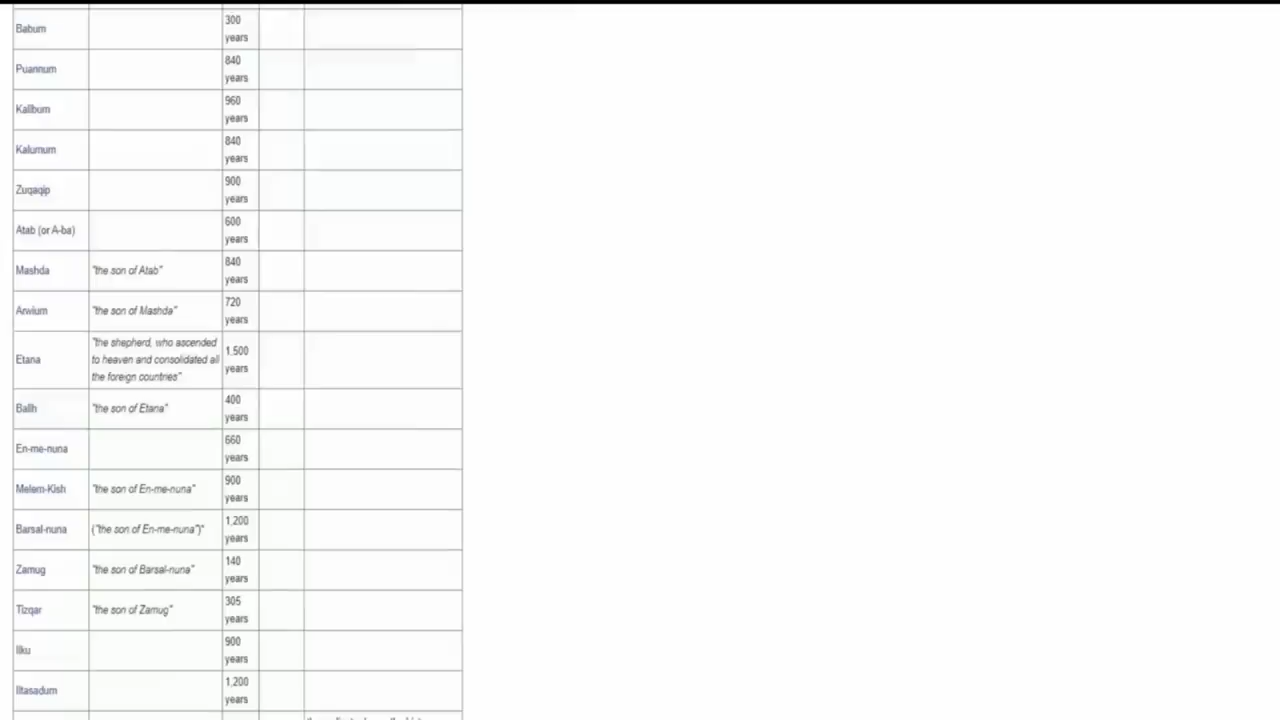 Babum 300 years
Puannum 840 years
Kalibum 960 years
Kalumum 840 years
Zuqaqip 900 years
Atab (or A-ba) 600 years
Mashda "the son of Atab" 840 years
Arwium "the son of Mashda" 720 years
Etana "the shepherd, who ascended
to heaven and consolidated all
the foreign countries" 1,500 years
Balih "the son of Etana" 400 years
En-me-nuna 660 years
Melem-Kish "the son of En-me-nuna" 900 years
Barsal-nuna ("the son of En-me-nuna")* 1,200 years
Zamug "the son of Barsal-nuna" 140 years
Tizqar "the son of Zamug" 305 years
Ilku 900 years
Iltasadum 1,200 years